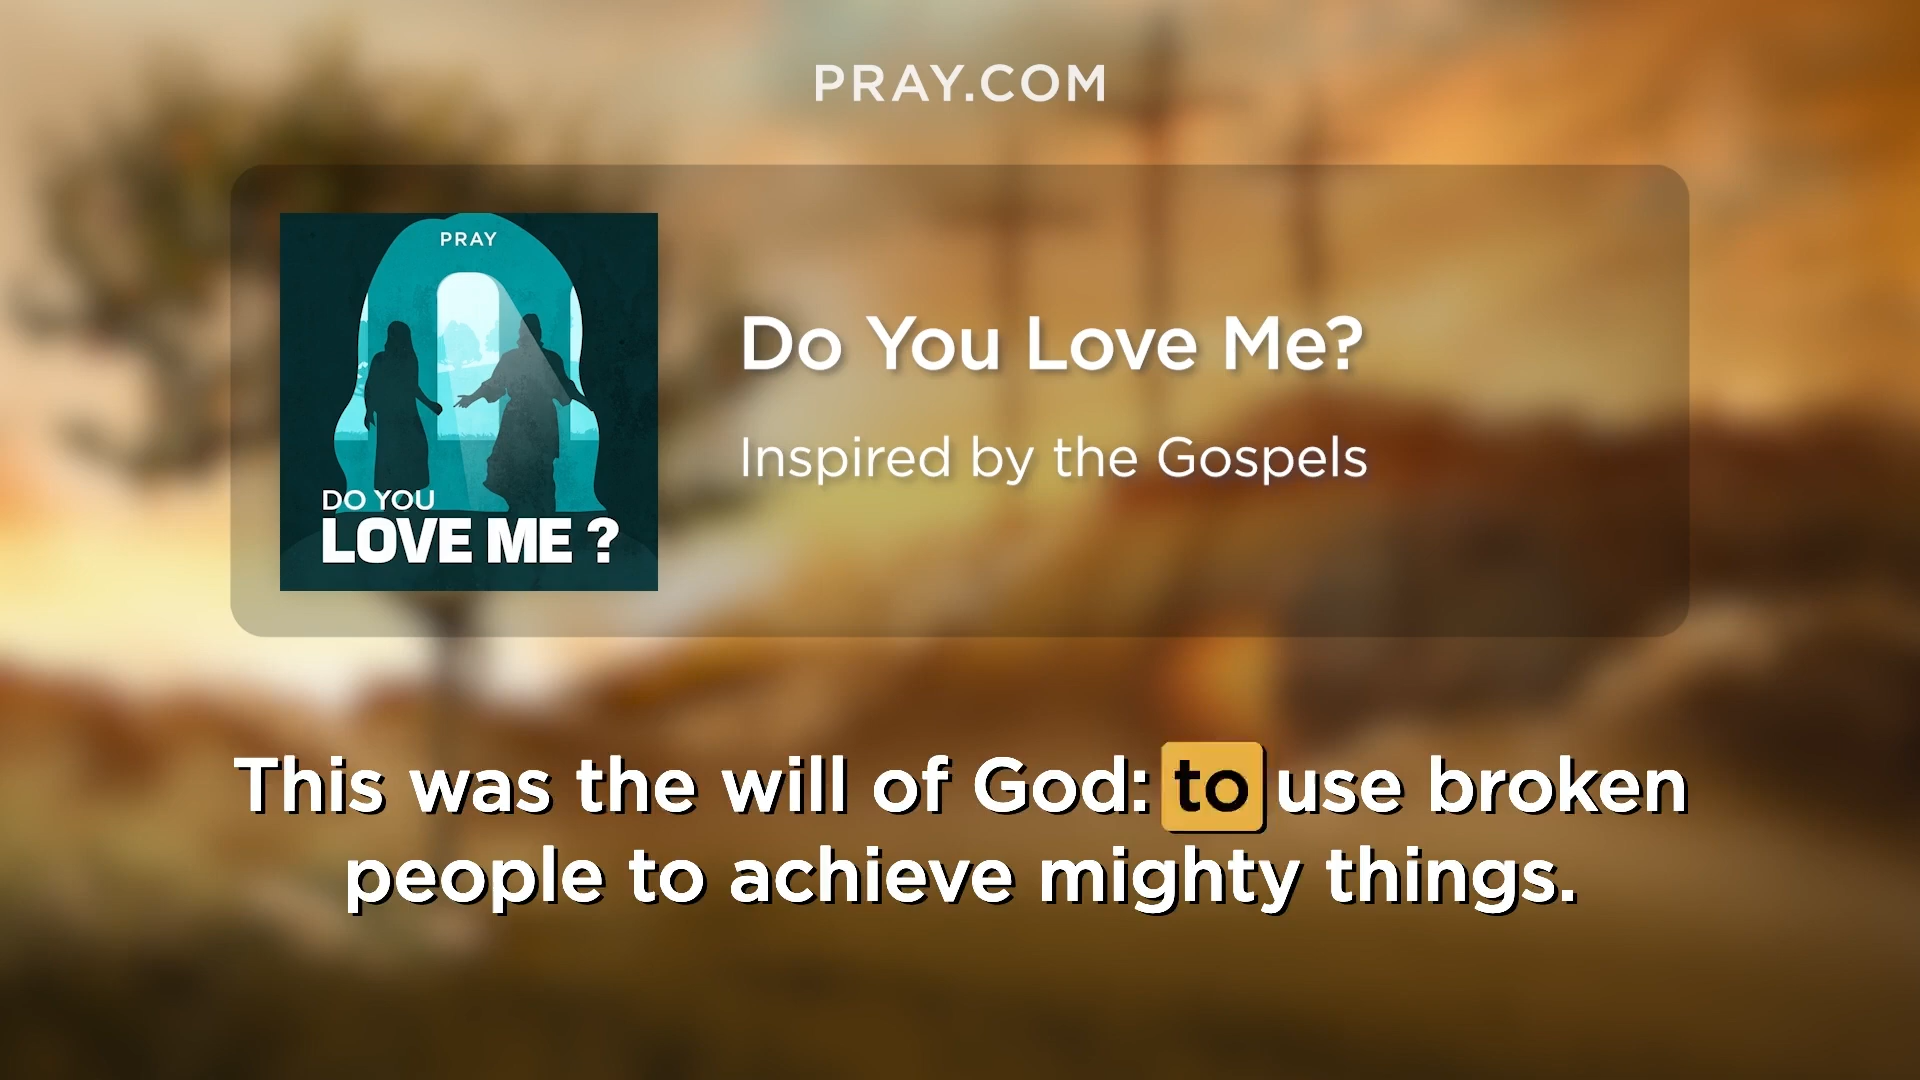 PRAY.COM
PRAY
DO YOU
LOVE ME ?
Do You Love Me?
Inspired by the Gospels
This was the will of God: to use broken
people to achieve mighty things.